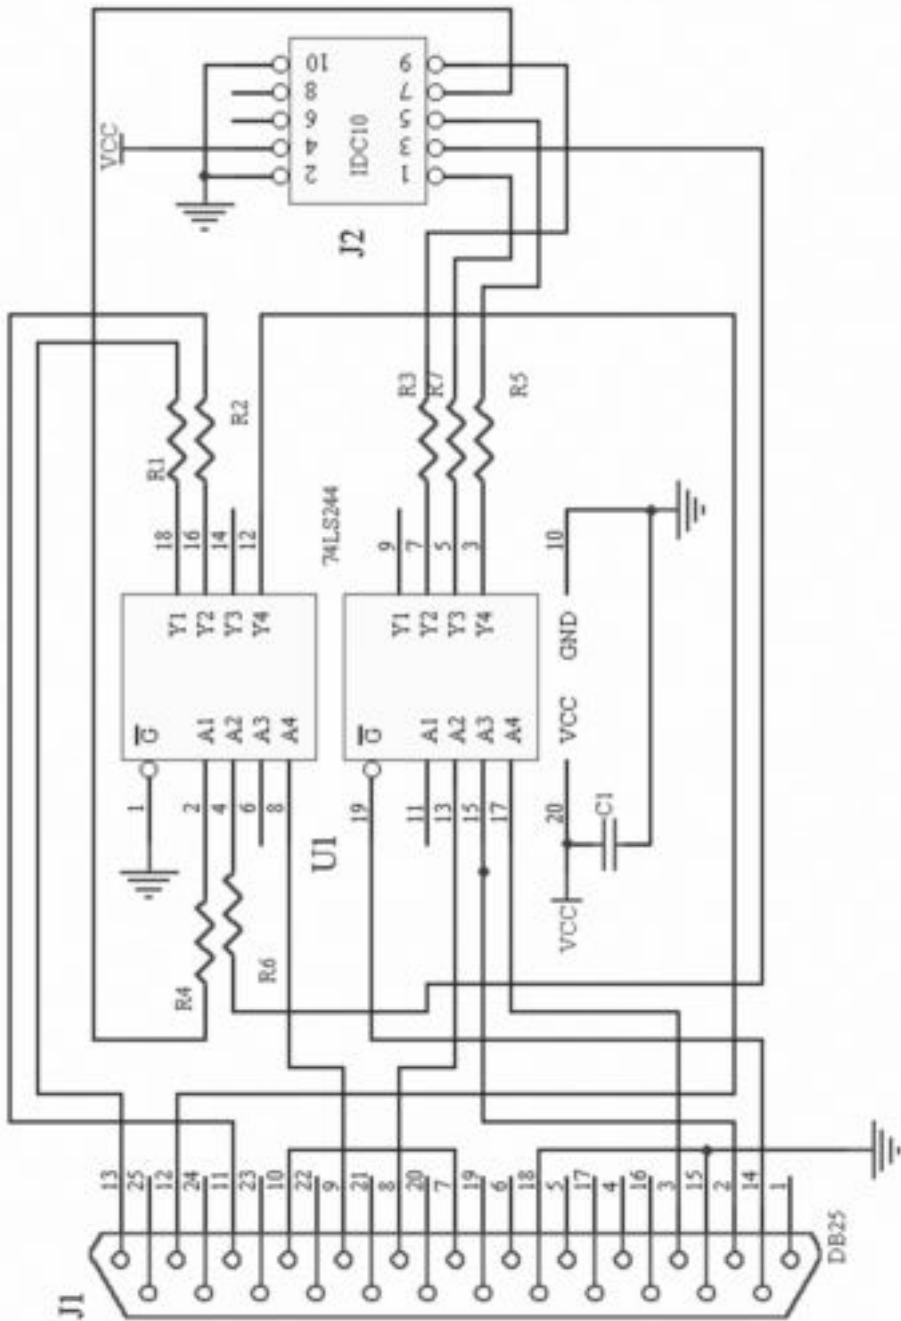 10
8
6
4
2
9
7
5
3
1
IDC10
J2
VCC
R1
R2
18
16
14
12
Y1
Y2
Y3
Y4
G
A1
A2
A3
A4
1
2
4
6
8
R4
R6
U1
74LS244
R3
R7
R5
9
7
5
3
Y1
Y2
Y3
Y4
G
A1
A2
A3
A4
19
11
13
15
17
10
GND
VCC
20
C1
VCC
13
25
12
24
11
23
10
22
9
21
8
20
7
19
6
18
5
17
4
16
3
15
2
14
1
DB25
J1